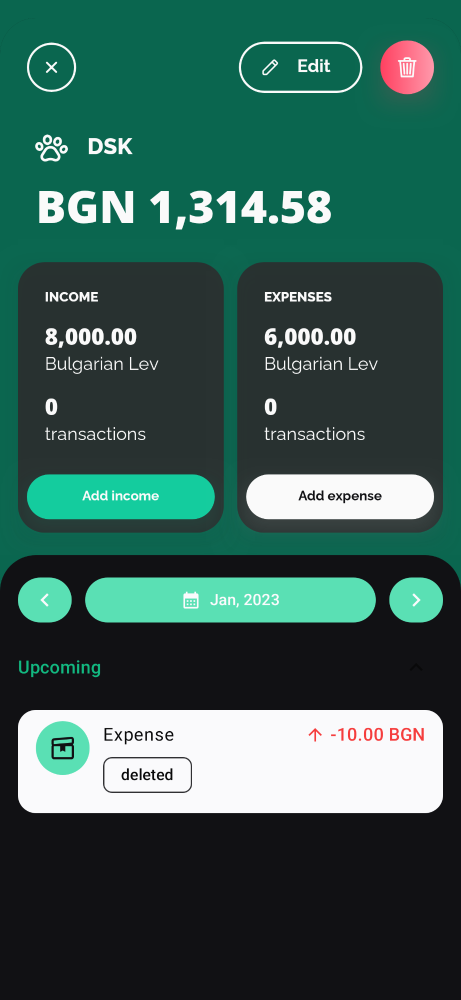 Edit
DSK
BGN 1,314.58
INCOME
8,000.00
Bulgarian Lev
0
transactions
Add income
EXPENSES
6,000.00
Bulgarian Lev
0
transactions
Add expense
Jan, 2023
Upcoming
Expense
-10.00 BGN
deleted